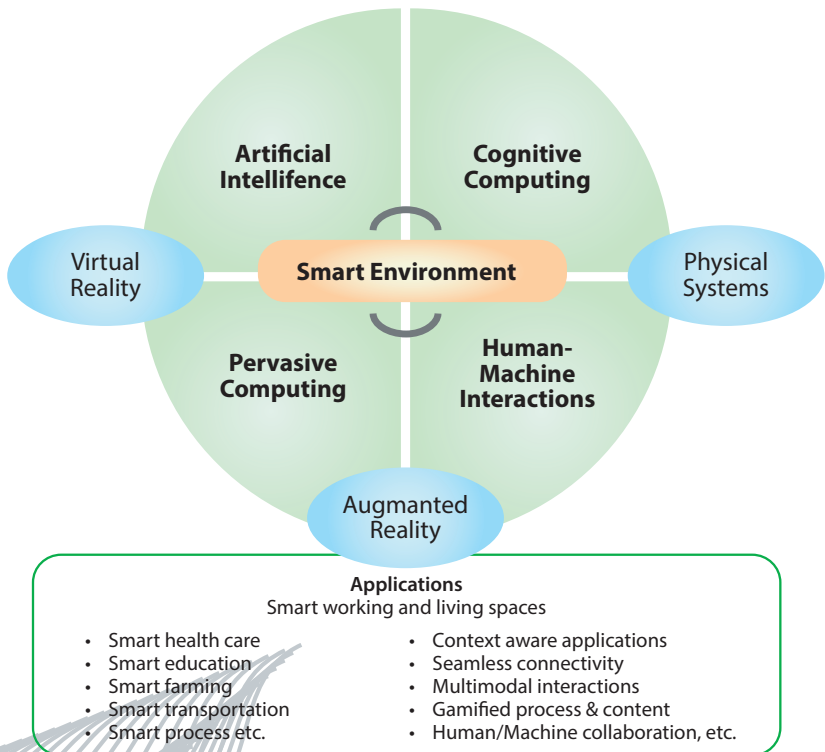 Artificial
Intellifence
Cognitive
Computing
Virtual
Reality
Smart Environment
Physical
Systems
Pervasive
Computing
Human-
Machine
Interactions
Augmanted
Reality
Applications
Smart working and living spaces
• Smart health care
• Smart education
• Smart farming
• Smart transportation
• Smart process etc.
• Context aware applications
• Seamless connectivity
• Multimodal interactions
• Gamified process & content
• Human/Machine collaboration, etc.